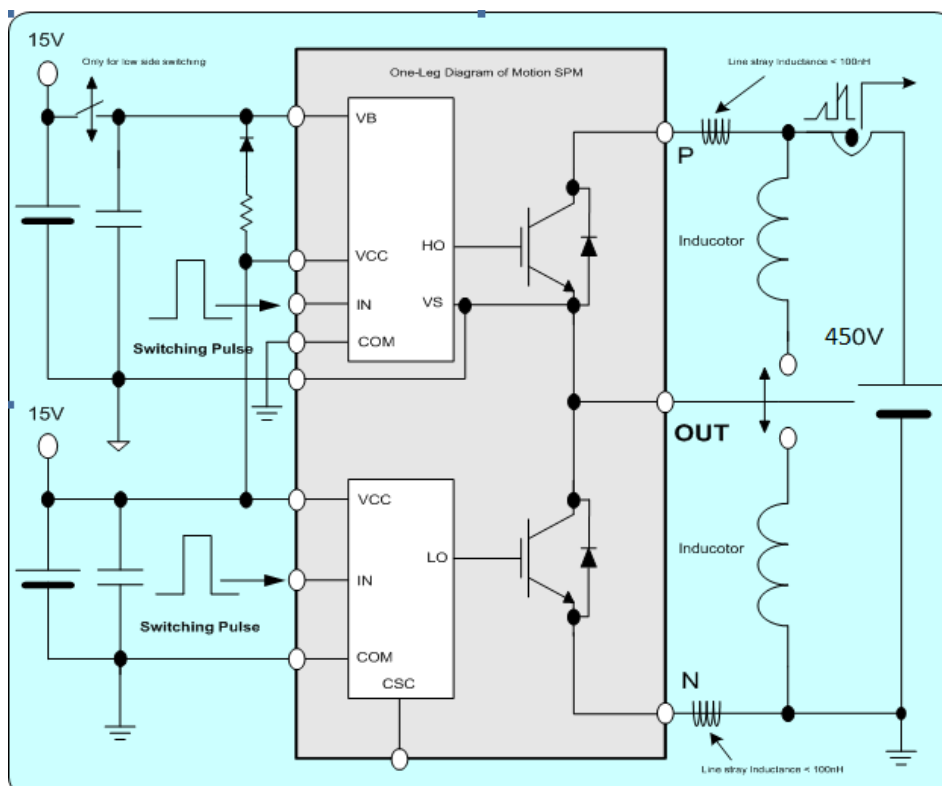 15V
Only for low side switching
One-Leg Diagram of Motion SPM
Line stray Inductance < 100nH
VB
P
VCC
HO
Inducotor
IN
VS
Switching Pulse
COM
450V
15V
OUT
VCC
LO
Inducotor
IN
Switching Pulse
COM
CSC
N
Line stray Inductance < 100nH